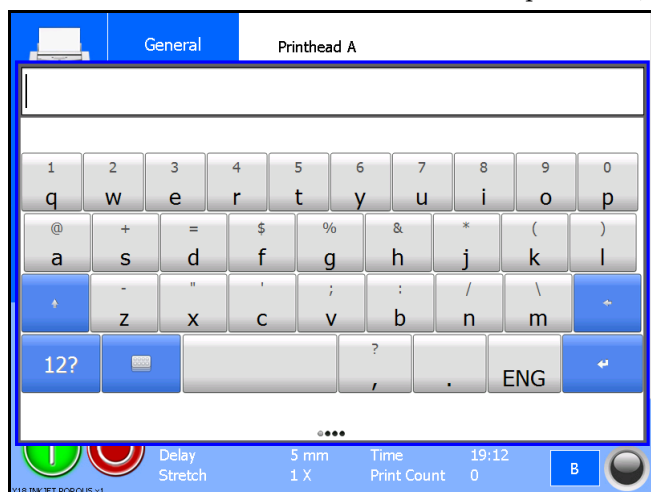 General Printhead A
1 2 3 4 5 6 7 8 9 0
q w e r t y u i o p
@ + = $ % & * ( )
a s d f g h j k l
- " ' ; : / \
z x c v b n m
?
12? , . ENG
Delay 5 mm Time 19:12
Stretch 1 X Print Count 0
B